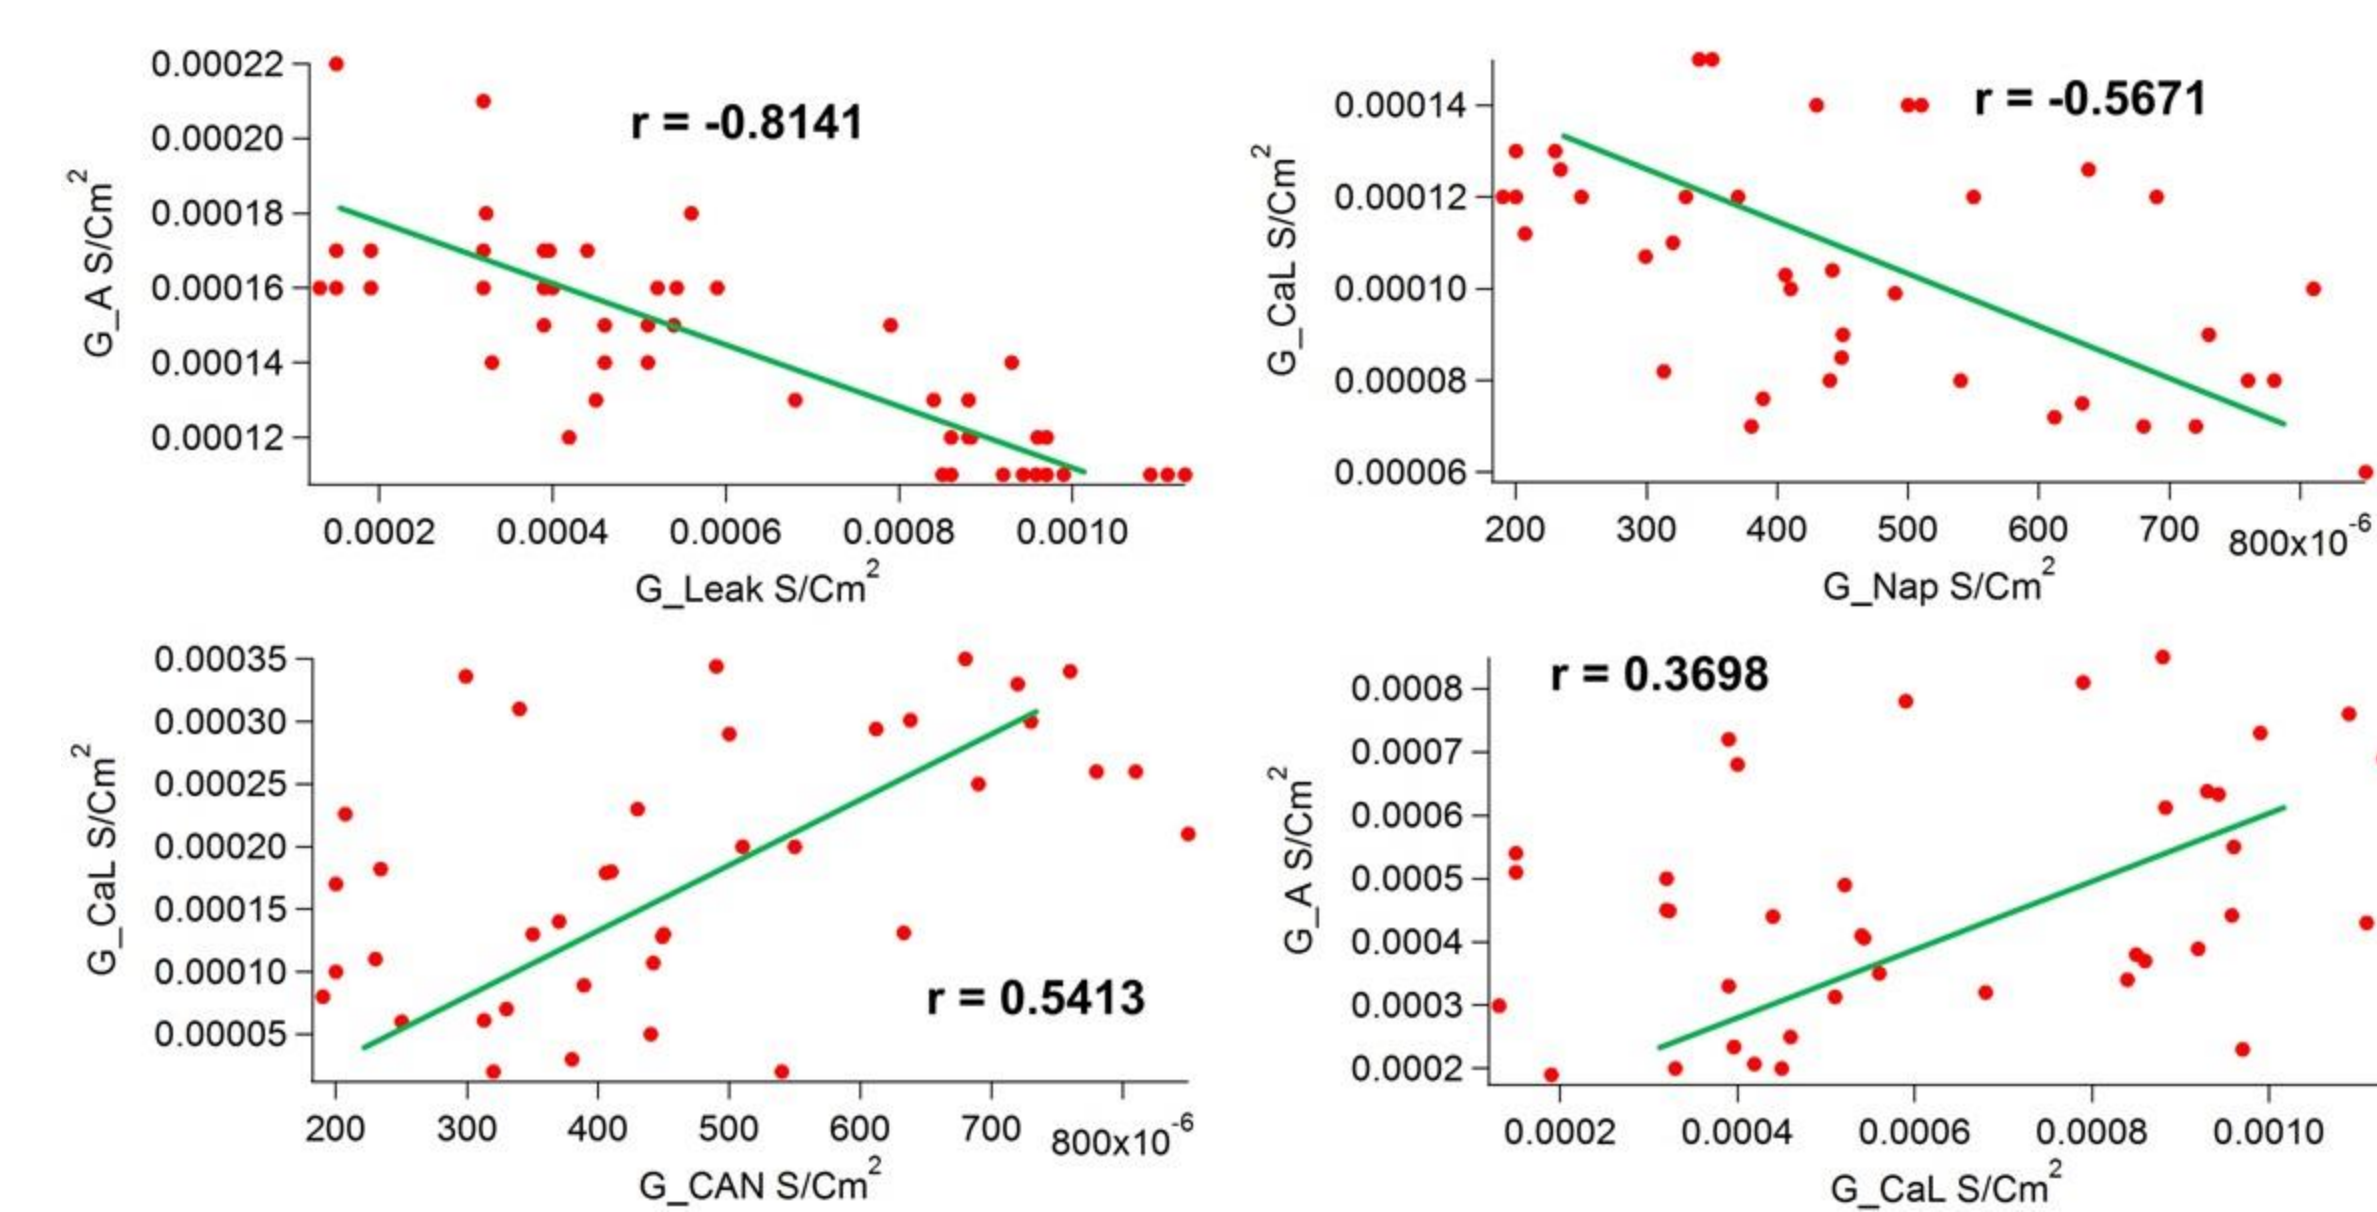 0.00022
0.00020
0.00018
0.00016
0.00014
0.00012
G_A S/Cm²
r = -0.8141
0.0002 0.0004 0.0006 0.0008 0.0010
G_Leak S/Cm²
0.00014
0.00012
0.00010
0.00008
0.00006
G_CaL S/Cm²
r = -0.5671
200 300 400 500 600 700 800x10⁻⁶
G_Nap S/Cm²
0.00035
0.00030
0.00025
0.00020
0.00015
0.00010
0.00005
G_CaL S/Cm²
r = 0.5413
200 300 400 500 600 700 800x10⁻⁶
G_CAN S/Cm²
r = 0.3698
0.0008
0.0007
0.0006
0.0005
0.0004
0.0003
0.0002
G_A S/Cm²
0.0002 0.0004 0.0006 0.0008 0.0010
G_CaL S/Cm²